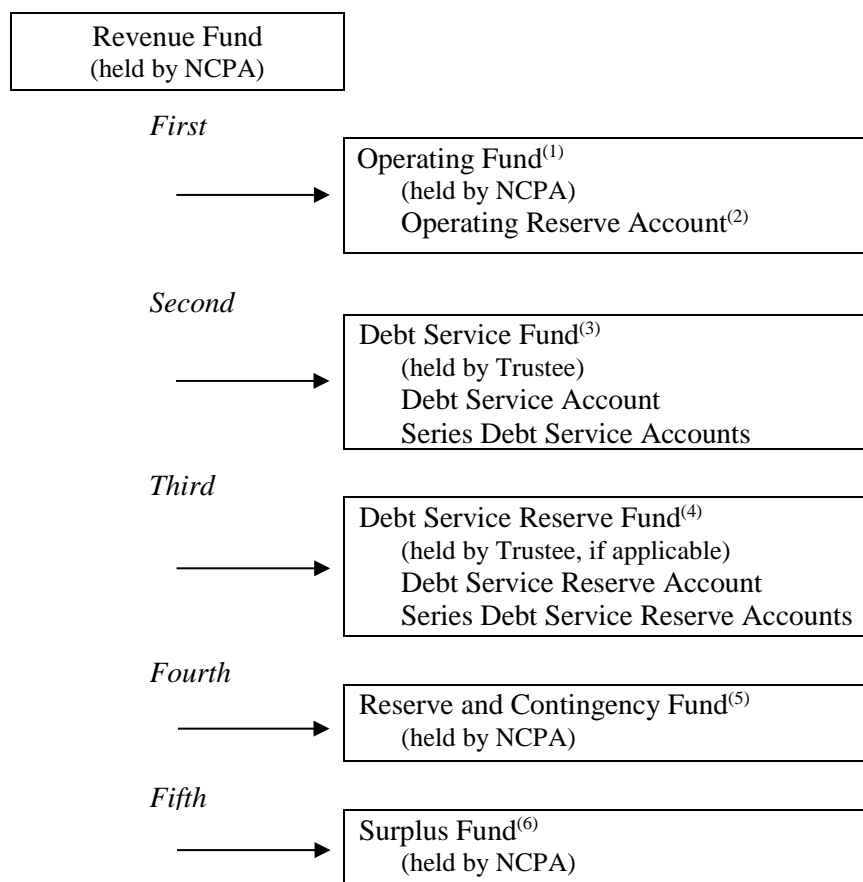 Revenue Fund
(held by NCPA)
First
Operating Fund(1)
(held by NCPA)
Operating Reserve Account(2)
Second
Debt Service Fund(3)
(held by Trustee)
Debt Service Account
Series Debt Service Accounts
Third
Debt Service Reserve Fund(4)
(held by Trustee, if applicable)
Debt Service Reserve Account
Series Debt Service Reserve Accounts
Fourth
Reserve and Contingency Fund(5)
(held by NCPA)
Fifth
Surplus Fund(6)
(held by NCPA)